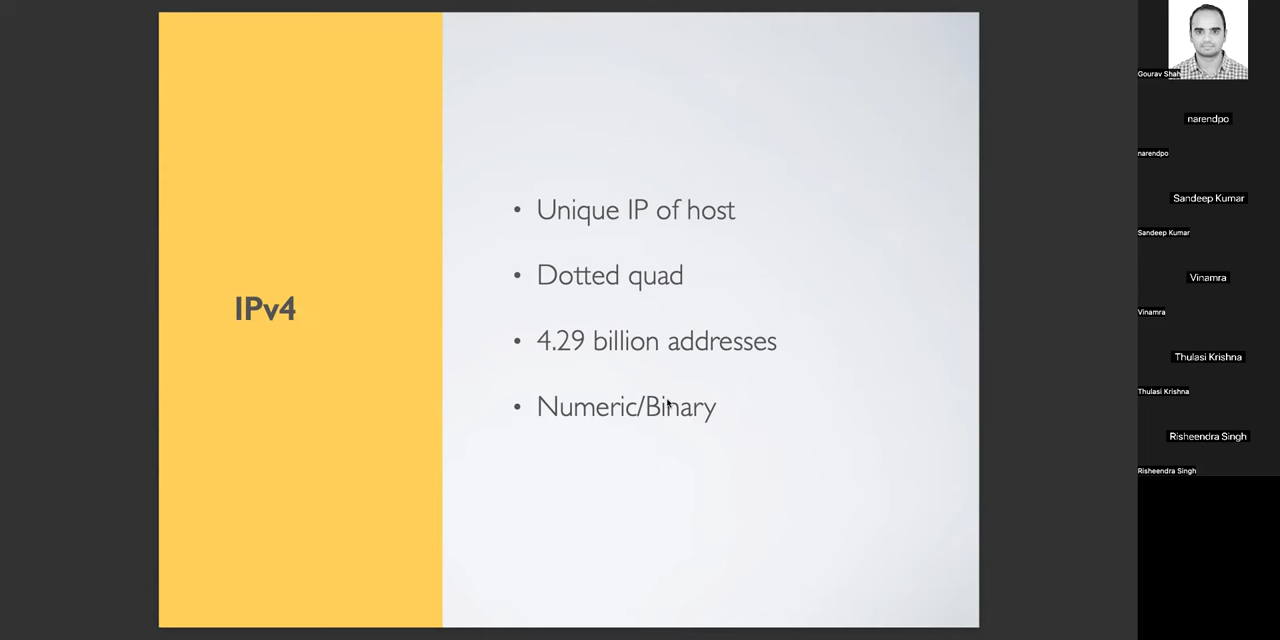 IPv4
• Unique IP of host
• Dotted quad
• 4.29 billion addresses
• Numeric/Binary
Gourav Shah
narendpo
narendpo
Sandeep Kumar
Sandeep Kumar
Vinamra
Vinamra
Thulasi Krishna
Thulasi Krishna
Risheendra Singh
Risheendra Singh